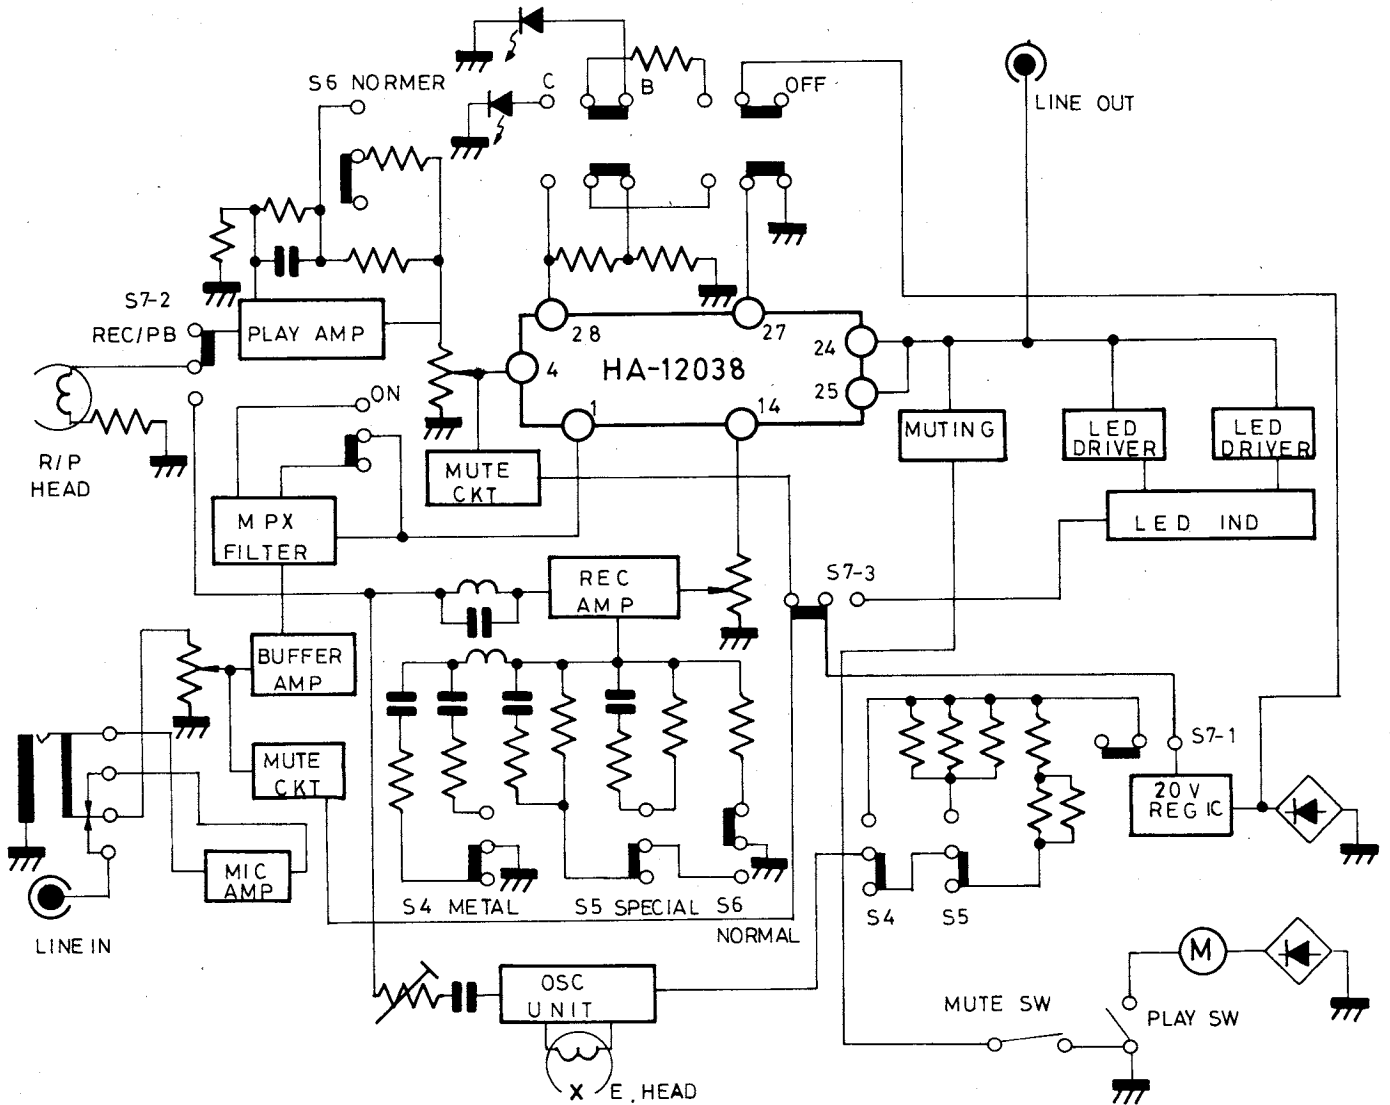 S6 NORMER
C
B
OFF
LINE OUT
S7-2
REC/PB
PLAY AMP
28
27
24
4
HA-12038
25
1
14
ON
R/P
HEAD
MUTE
CKT
MUTING
LED
DRIVER
LED
DRIVER
LED IND
MPX
FILTER
REC
AMP
S7-3
BUFFER
AMP
MUTE
CKT
S7-1
20V
REG IC
MIC
AMP
LINE IN
S4 METAL
S5 SPECIAL
S6
NORMAL
S4
S5
M
OSC
UNIT
MUTE SW
PLAY SW
X
E. HEAD